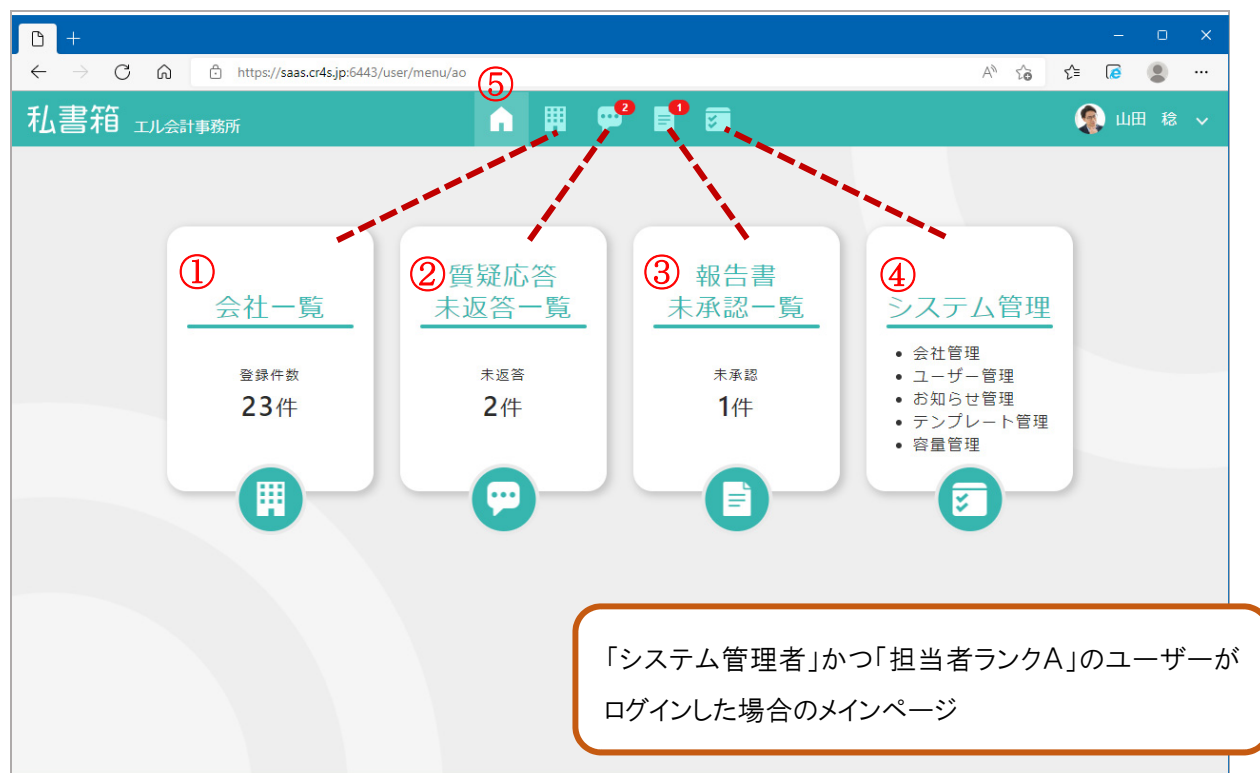 https://saas.cr4s.jp:6443/user/menu/ao
⑤
私書箱 エル会計事務所
2
1
山田 稔
①
会社一覧
登録件数
23件
②質疑応答
未返答一覧
未返答
2件
③ 報告書
未承認一覧
未承認
1件
④
システム管理
• 会社管理
• ユーザー管理
• お知らせ管理
• テンプレート管理
• 容量管理
「システム管理者」かつ「担当者ランクA」のユーザーが
ログインした場合のメインページ